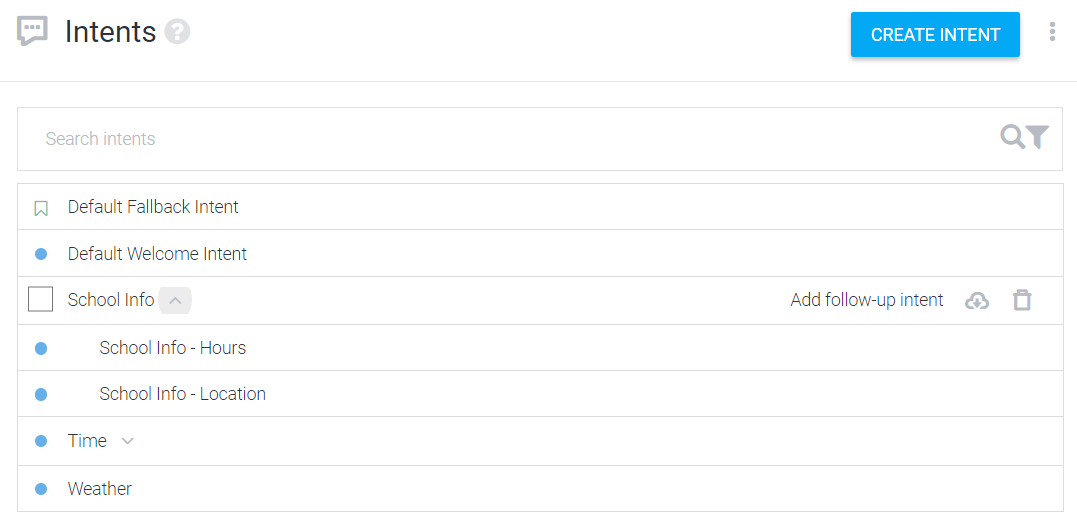 Intents ?
CREATE INTENT
Search intents
Default Fallback Intent
Default Welcome Intent
School Info
Add follow-up intent
School Info - Hours
School Info - Location
Time
Weather